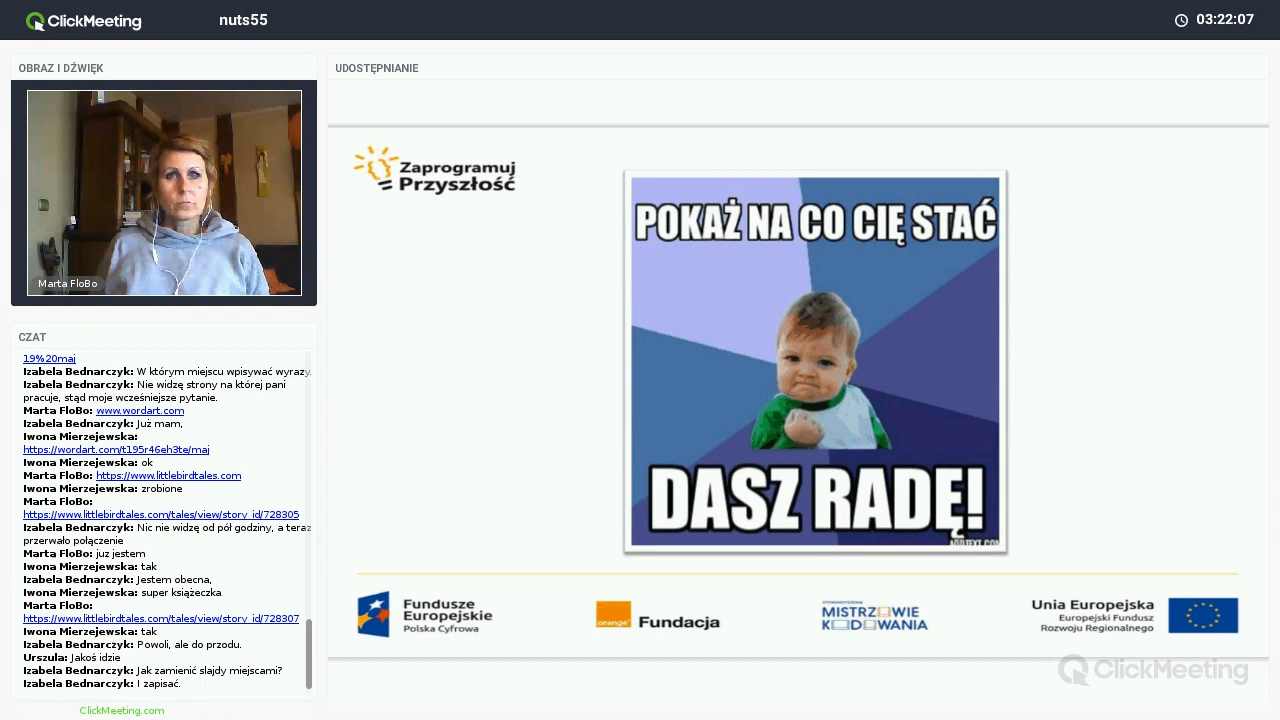 ClickMeeting
nuts55
03:22:07
OBRAZ I DŹWIĘK
Marta FloBo
CZAT
19%20maj
Izabela Bednarczyk: W którym miejscu wpisywać wyrazy.
Izabela Bednarczyk: Nie widzę strony na której pani
pracuje, stąd moje wcześniejsze pytanie.
Marta FloBo: www.wordart.com
Izabela Bednarczyk: Już mam,
Iwona Mierzejewska:
https://wordart.com/t195r46eh3te/maj
Iwona Mierzejewska: ok
Marta FloBo: https://www.littlebirdtales.com
Iwona Mierzejewska: zrobione
Marta FloBo:
https://www.littlebirdtales.com/tales/view/story_id/728305
Izabela Bednarczyk: Nic nie widzę od pół godziny, a teraz
przerwało połączenie
Marta FloBo: juz jestem
Iwona Mierzejewska: tak
Izabela Bednarczyk: Jestem obecna,
Iwona Mierzejewska: super książeczka
Marta FloBo:
https://www.littlebirdtales.com/tales/view/story_id/728307
Iwona Mierzejewska: tak
Izabela Bednarczyk: Powoli, ale do przodu.
Urszula: Jakoś idzie
Izabela Bednarczyk: Jak zamienić slajdy miejscami?
Izabela Bednarczyk: I zapisać.
ClickMeeting.com
UDOSTĘPNIANIE
Zaprogramuj
Przyszłość
POKAŻ NA CO CIĘ STAĆ
DASZ RADĘ!
Fundusze
Europejskie
Polska Cyfrowa
orange
Fundacja
STOWARZYSZENIE
MISTRZOWIE
KODOWANIA
Unia Europejska
Europejski Fundusz
Rozwoju Regionalnego
ClickMeeting